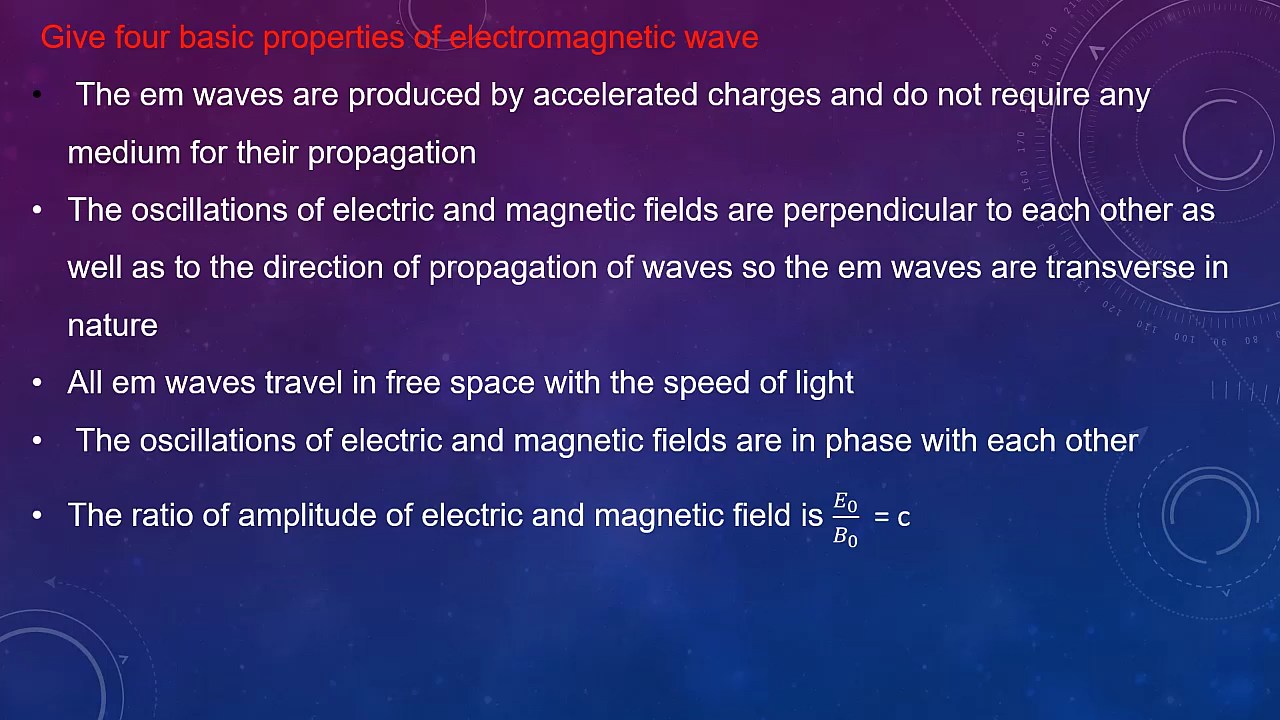 Give four basic properties of electromagnetic wave
• The em waves are produced by accelerated charges and do not require any
medium for their propagation
• The oscillations of electric and magnetic fields are perpendicular to each other as
well as to the direction of propagation of waves so the em waves are transverse in
nature
• All em waves travel in free space with the speed of light
• The oscillations of electric and magnetic fields are in phase with each other
• The ratio of amplitude of electric and magnetic field is E₀/B₀ = c